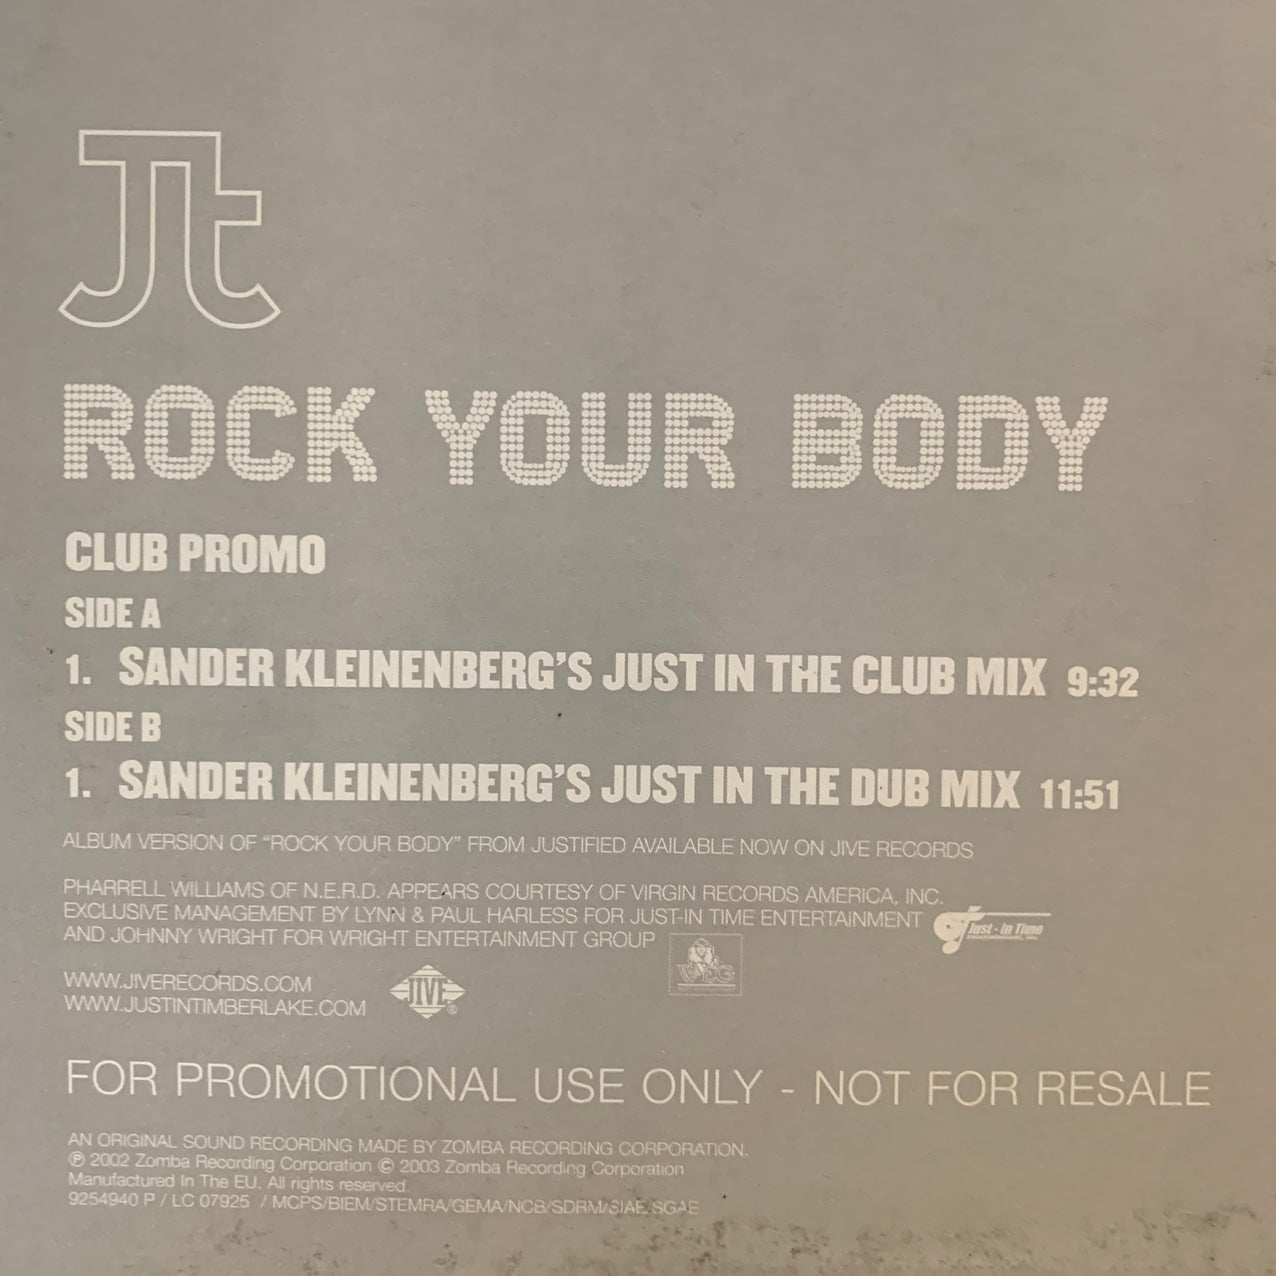 Jt
ROCK YOUR BODY
CLUB PROMO
SIDE A
1. SANDER KLEINENBERG'S JUST IN THE CLUB MIX 9:32
SIDE B
1. SANDER KLEINENBERG'S JUST IN THE DUB MIX 11:51
ALBUM VERSION OF "ROCK YOUR BODY" FROM JUSTIFIED AVAILABLE NOW ON JIVE RECORDS
PHARRELL WILLIAMS OF N.E.R.D. APPEARS COURTESY OF VIRGIN RECORDS AMERICA, INC.
EXCLUSIVE MANAGEMENT BY LYNN & PAUL HARLESS FOR JUST-IN TIME ENTERTAINMENT
Just - In Time
AND JOHNNY WRIGHT FOR WRIGHT ENTERTAINMENT GROUP
WWW.JIVERECORDS.COM
WWW.JUSTINTIMBERLAKE.COM
JIVE ®
FOR PROMOTIONAL USE ONLY - NOT FOR RESALE
AN ORIGINAL SOUND RECORDING MADE BY ZOMBA RECORDING CORPORATION.
℗ 2002 Zomba Recording Corporation © 2003 Zomba Recording Corporation
Manufactured In The EU. All rights reserved.
9254940 P / LC 07925 / MCPS/BIEM/STEMRA/GEMA/NCB/SDRM/SIAE/SGAE